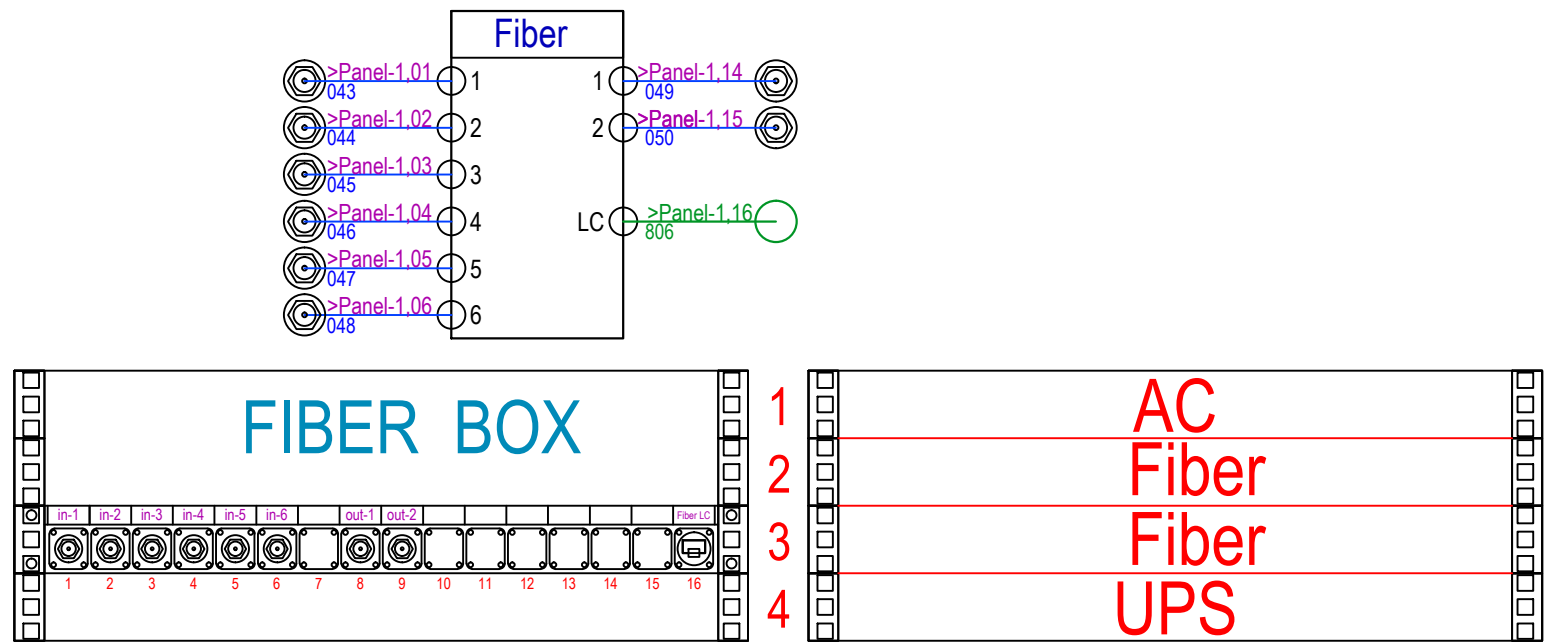 Fiber
>Panel-1,01 1 1 >Panel-1,14
043 049
>Panel-1,02 2 2 >Panel-1,15
044 050
>Panel-1,03 3
045
>Panel-1,04 4 LC >Panel-1,16
046 806
>Panel-1,05 5
047
>Panel-1,06 6
048
FIBER BOX 1 AC
2 Fiber
in-1 in-2 in-3 in-4 in-5 in-6 out-1 out-2 Fiber LC
3 Fiber
1 2 3 4 5 6 7 8 9 10 11 12 13 14 15 16
4 UPS